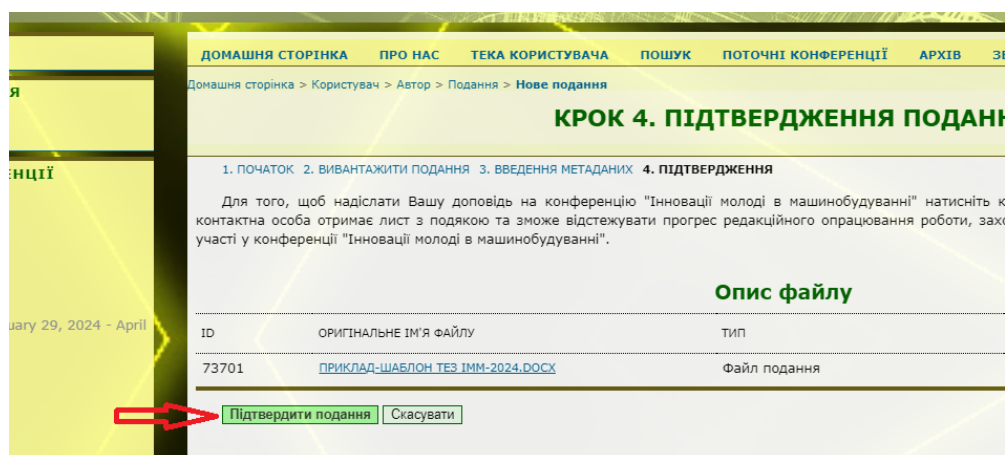 ДОМАШНЯ СТОРІНКА ПРО НАС ТЕКА КОРИСТУВАЧА ПОШУК ПОТОЧНІ КОНФЕРЕНЦІЇ АРХІВ
Домашня сторінка > Користувач > Автор > Подання > Нове подання
Я
КРОК 4. ПІДТВЕРДЖЕННЯ
1. ПОЧАТОК 2. ВИВАНТАЖИТИ ПОДАННЯ 3. ВВЕДЕННЯ МЕТАДАНИХ 4. ПІДТВЕРДЖЕННЯ
НЦІЇ
Для того, щоб надіслати Вашу доповідь на конференцію "Інновації молоді в машинобудуванні" натисніть
контактна особа отримає лист з подякою та зможе відстежувати прогрес редакційного опрацювання роботи,
участі у конференції "Інновації молоді в машинобудуванні".
Опис файлу
uary 29, 2024 - April
ID ОРИГІНАЛЬНЕ ІМ'Я ФАЙЛУ ТИП
73701 ПРИКЛАД-ШАБЛОН ТЕЗ ІММ-2024.DOCX Файл подання
Підтвердити подання Скасувати